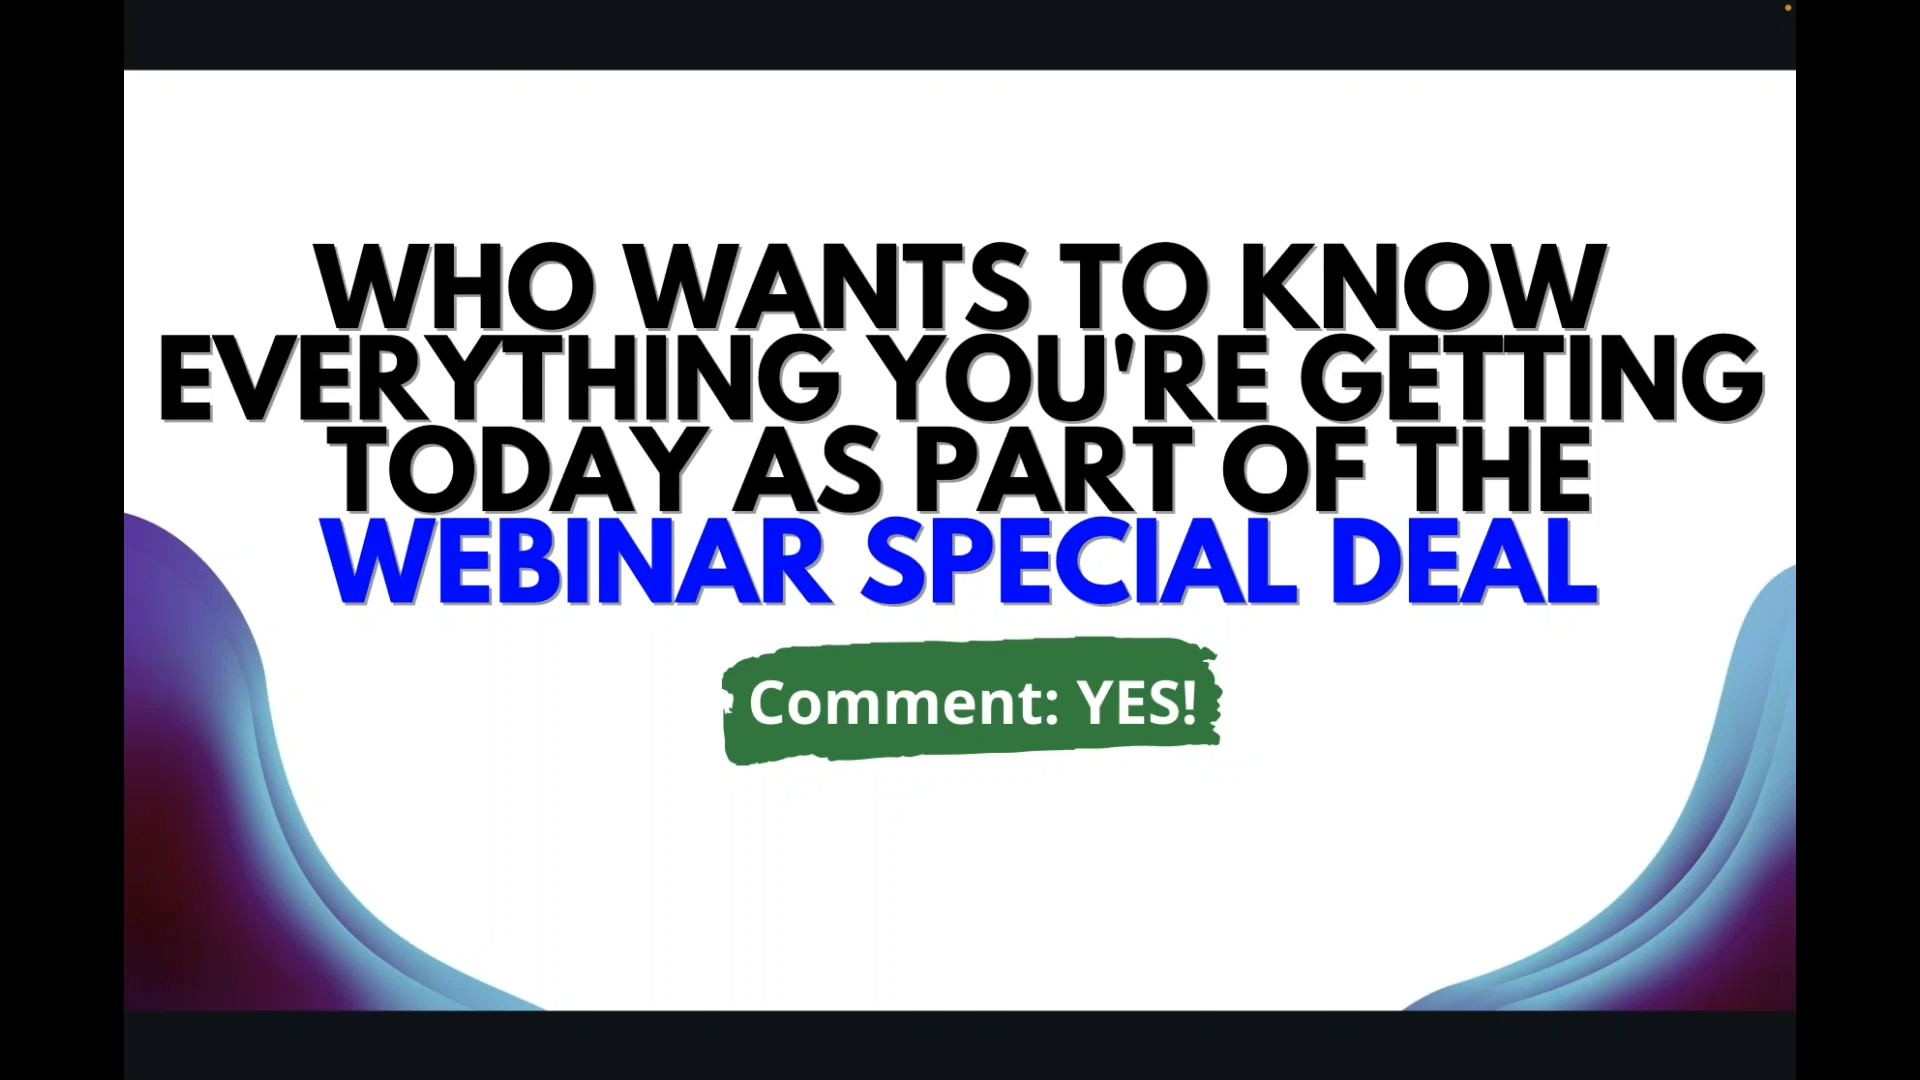 WHO WANTS TO KNOW
EVERYTHING YOU'RE GETTING
TODAY AS PART OF THE
WEBINAR SPECIAL DEAL
Comment: YES!